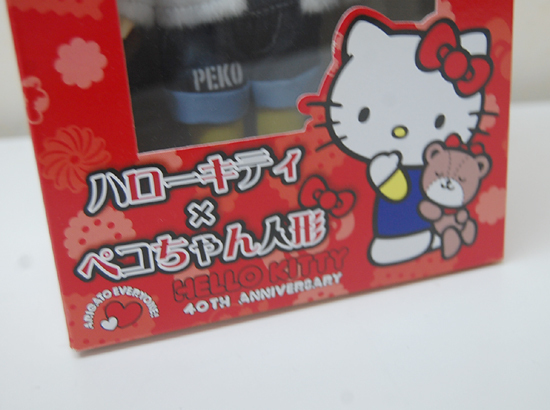 PEKO
ハローキティ
×
ペコちゃん人形
HELLO KITTY
40TH ANNIVERSARY
ARIGATO EVERYONE!